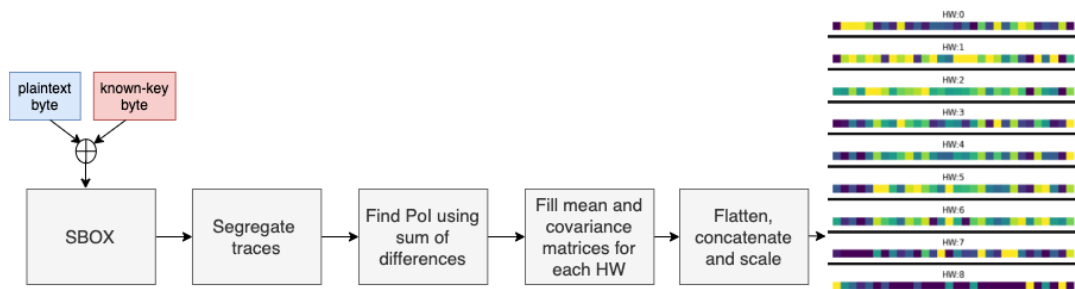 plaintext
byte
known-key
byte
SBOX
Segregate
traces
Find PoI using
sum of
differences
Fill mean and
covariance
matrices for
each HW
Flatten,
concatenate
and scale
HW:0
HW:1
HW:2
HW:3
HW:4
HW:5
HW:6
HW:7
HW:8